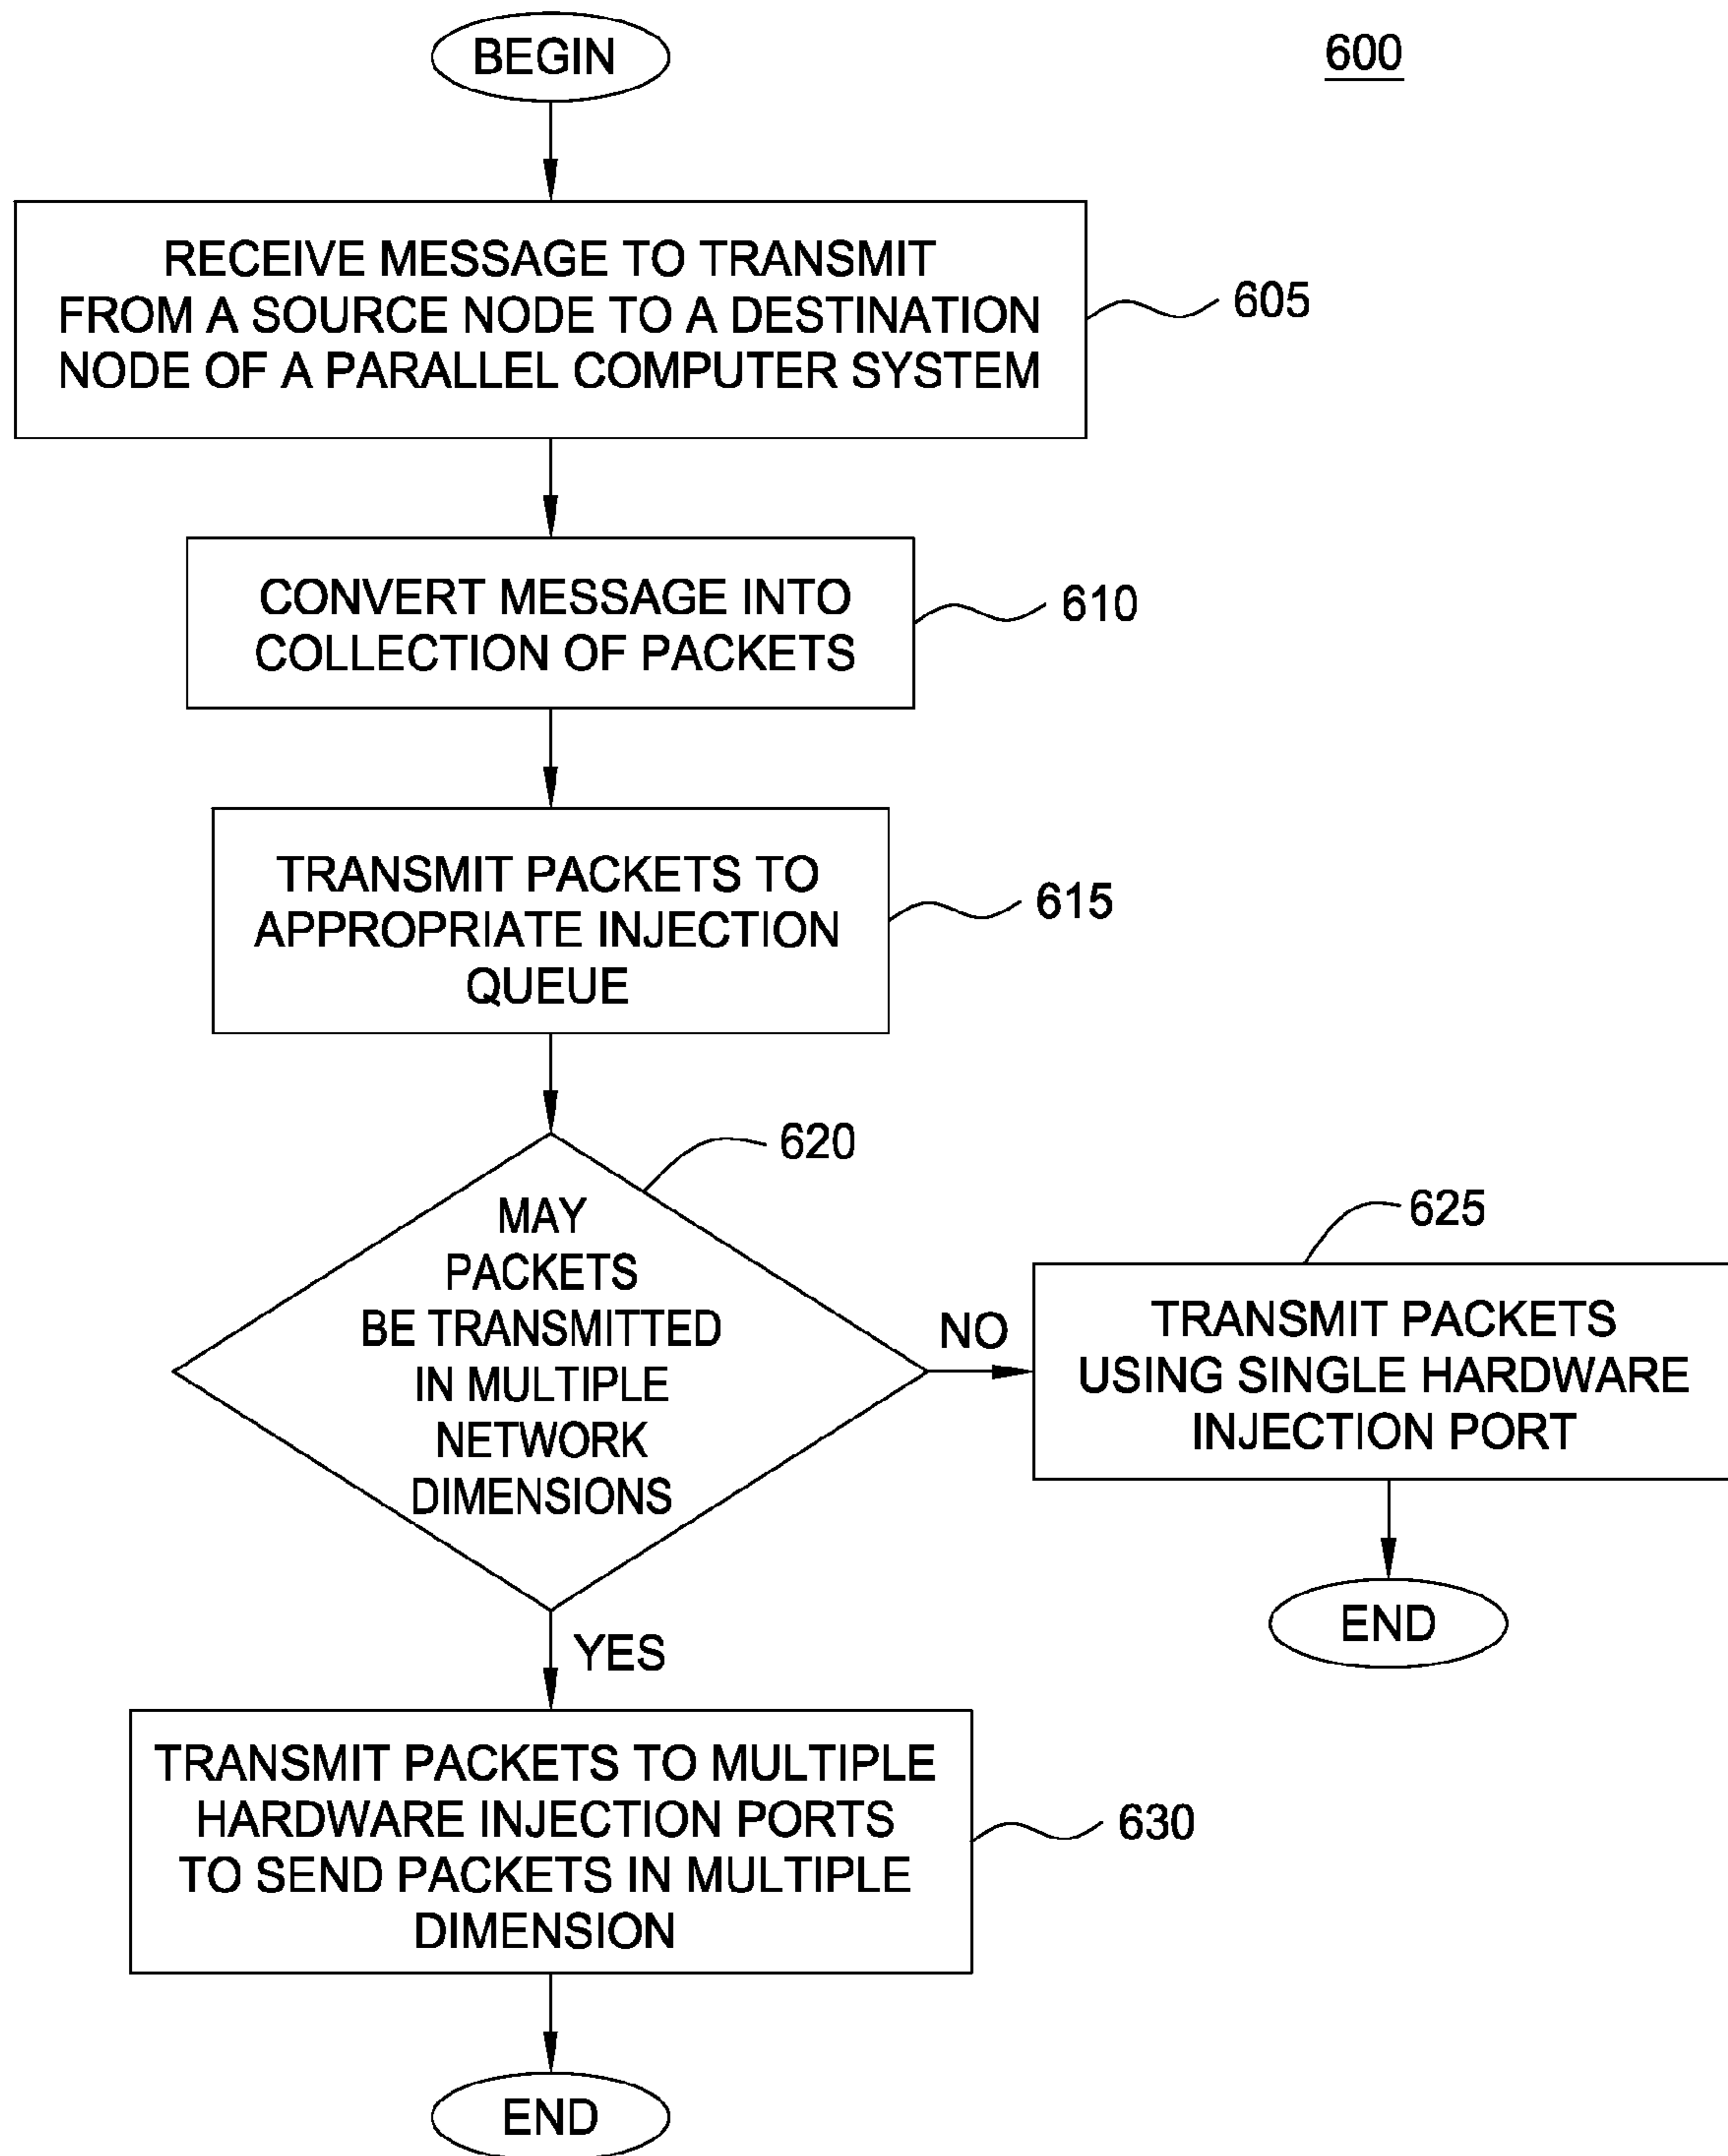 BEGIN
600
RECEIVE MESSAGE TO TRANSMIT
FROM A SOURCE NODE TO A DESTINATION
NODE OF A PARALLEL COMPUTER SYSTEM
605
CONVERT MESSAGE INTO
COLLECTION OF PACKETS
610
TRANSMIT PACKETS TO
APPROPRIATE INJECTION
QUEUE
615
MAY
PACKETS
BE TRANSMITTED
IN MULTIPLE
NETWORK
DIMENSIONS
620
NO
625
TRANSMIT PACKETS
USING SINGLE HARDWARE
INJECTION PORT
END
YES
TRANSMIT PACKETS TO MULTIPLE
HARDWARE INJECTION PORTS
TO SEND PACKETS IN MULTIPLE
DIMENSION
630
END